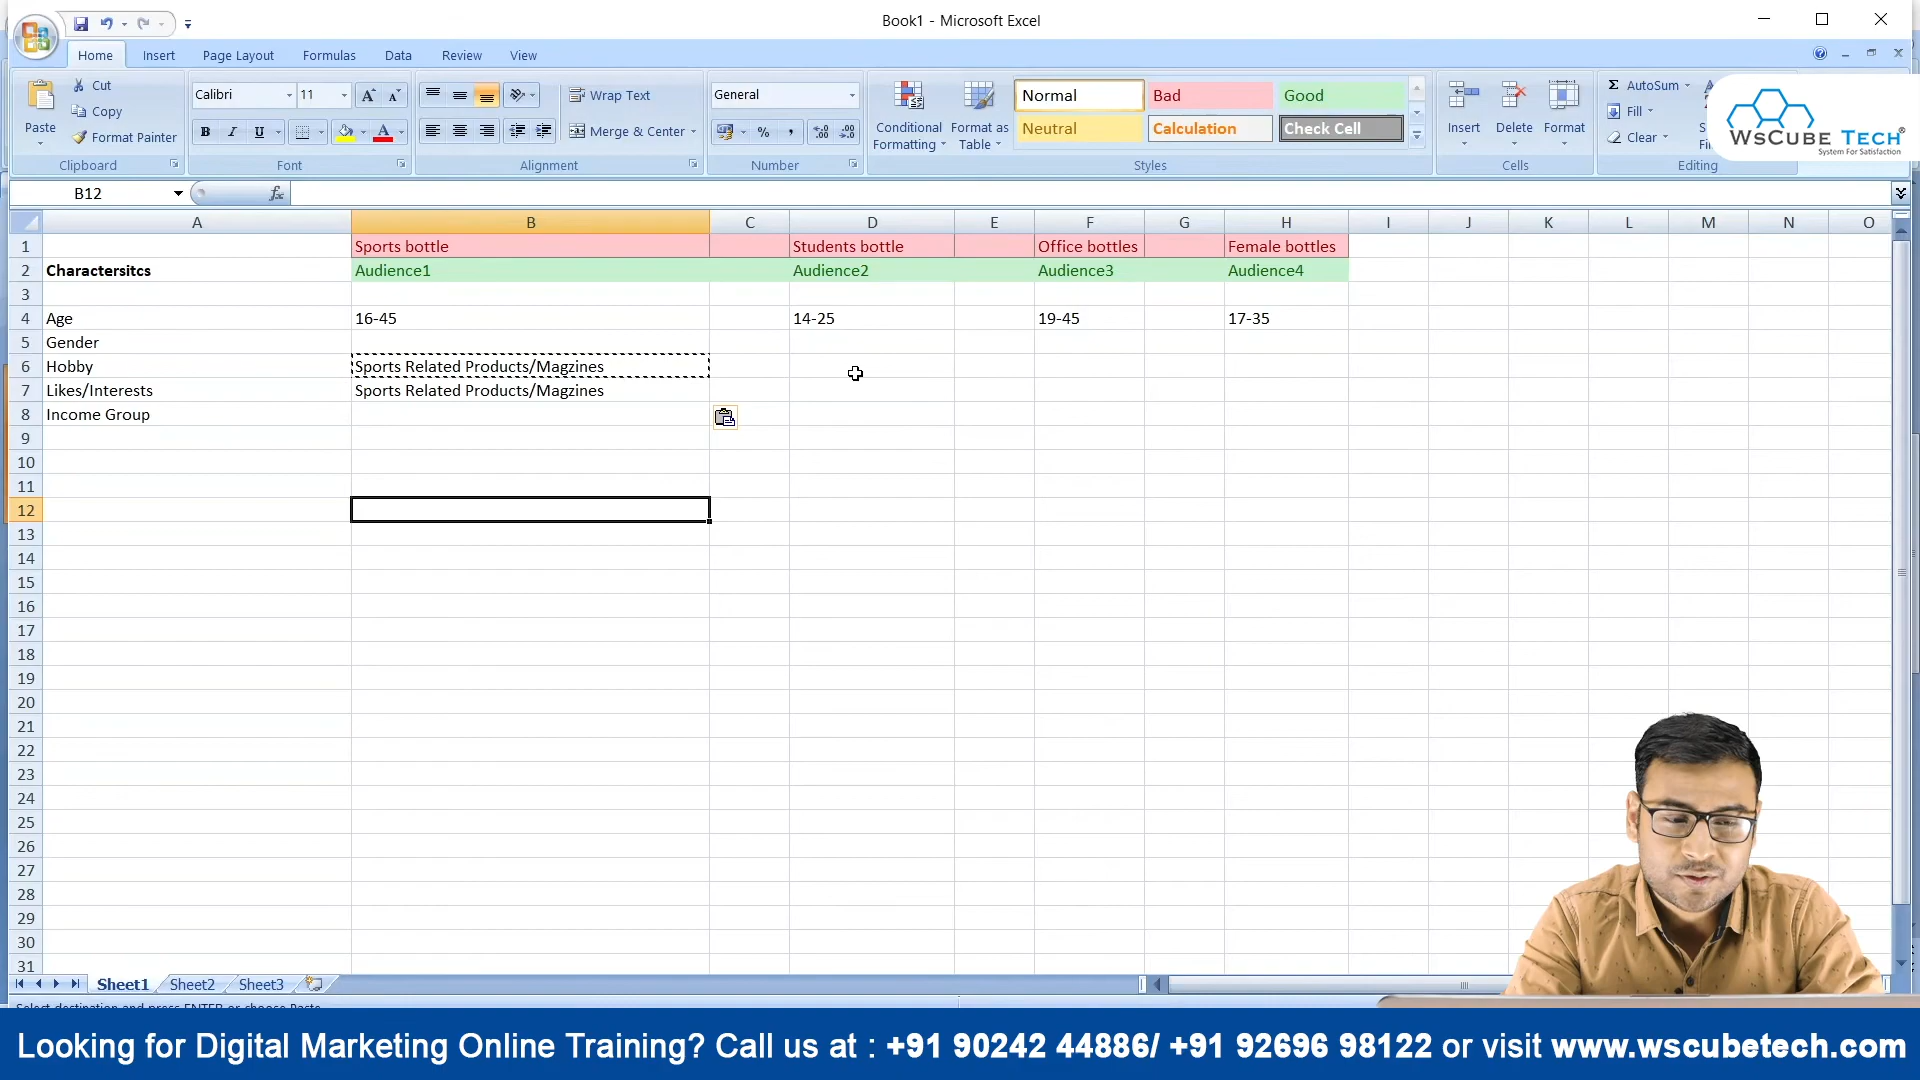 Book1 - Microsoft Excel
Home Insert Page Layout Formulas Data Review View
Cut
Copy
Format Painter
Paste
Clipboard
Calibri 11
B I U
Font
Wrap Text
Merge & Center
Alignment
General
Number
Conditional Formatting
Format as Table
Normal Bad Good
Neutral Calculation Check Cell
Styles
Insert Delete Format
Cells
AutoSum
Fill
Clear
Editing
WsCube Tech®
System For Satisfaction
B12 fx
A B C D E F G H I J K L M N O
1 Sports bottle Students bottle Office bottles Female bottles
2 Charactersitcs Audience1 Audience2 Audience3 Audience4
3
4 Age 16-45 14-25 19-45 17-35
5 Gender
6 Hobby Sports Related Products/Magzines
7 Likes/Interests Sports Related Products/Magzines
8 Income Group
9
10
11
12
13
14
15
16
17
18
19
20
21
22
23
24
25
26
27
28
29
30
31
Sheet1 Sheet2 Sheet3
Select destination and press ENTER or choose Paste
Looking for Digital Marketing Online Training? Call us at : +91 90242 44886/ +91 92696 98122 or visit www.wscubetech.com